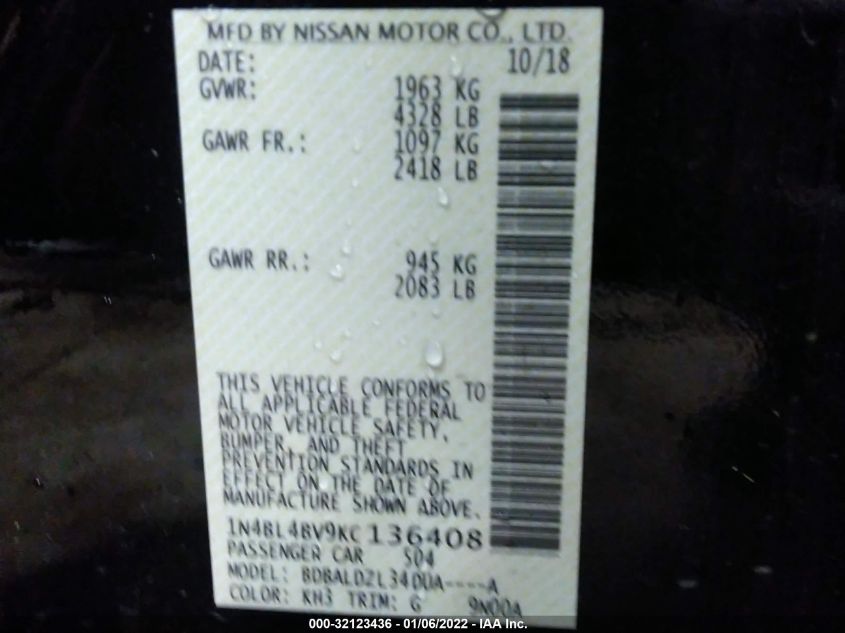 MFD BY NISSAN MOTOR CO., LTD.
DATE: 10/18
GVWR: 1963 KG
4328 LB
GAWR FR.: 1097 KG
2418 LB
GAWR RR.: 945 KG
2083 LB
THIS VEHICLE CONFORMS TO
ALL APPLICABLE FEDERAL
MOTOR VEHICLE SAFETY,
BUMPER, AND THEFT
PREVENTION STANDARDS IN
EFFECT ON THE DATE OF
MANUFACTURE SHOWN ABOVE.
1N4BL4BV9KC136408
PASSENGER CAR S04
MODEL: BDBALDZL34DUA----A
COLOR: KH3 TRIM: G 9N00A
000-32123436 - 01/06/2022 - IAA Inc.